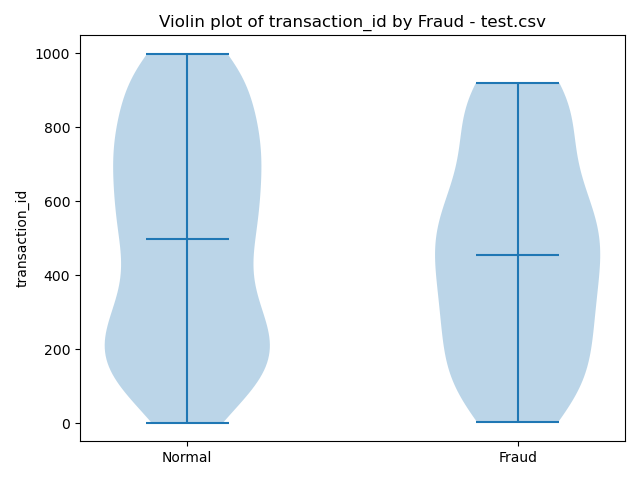 Violin plot of transaction_id by Fraud - test.csv
transaction_id
1000
800
600
400
200
0
Normal
Fraud